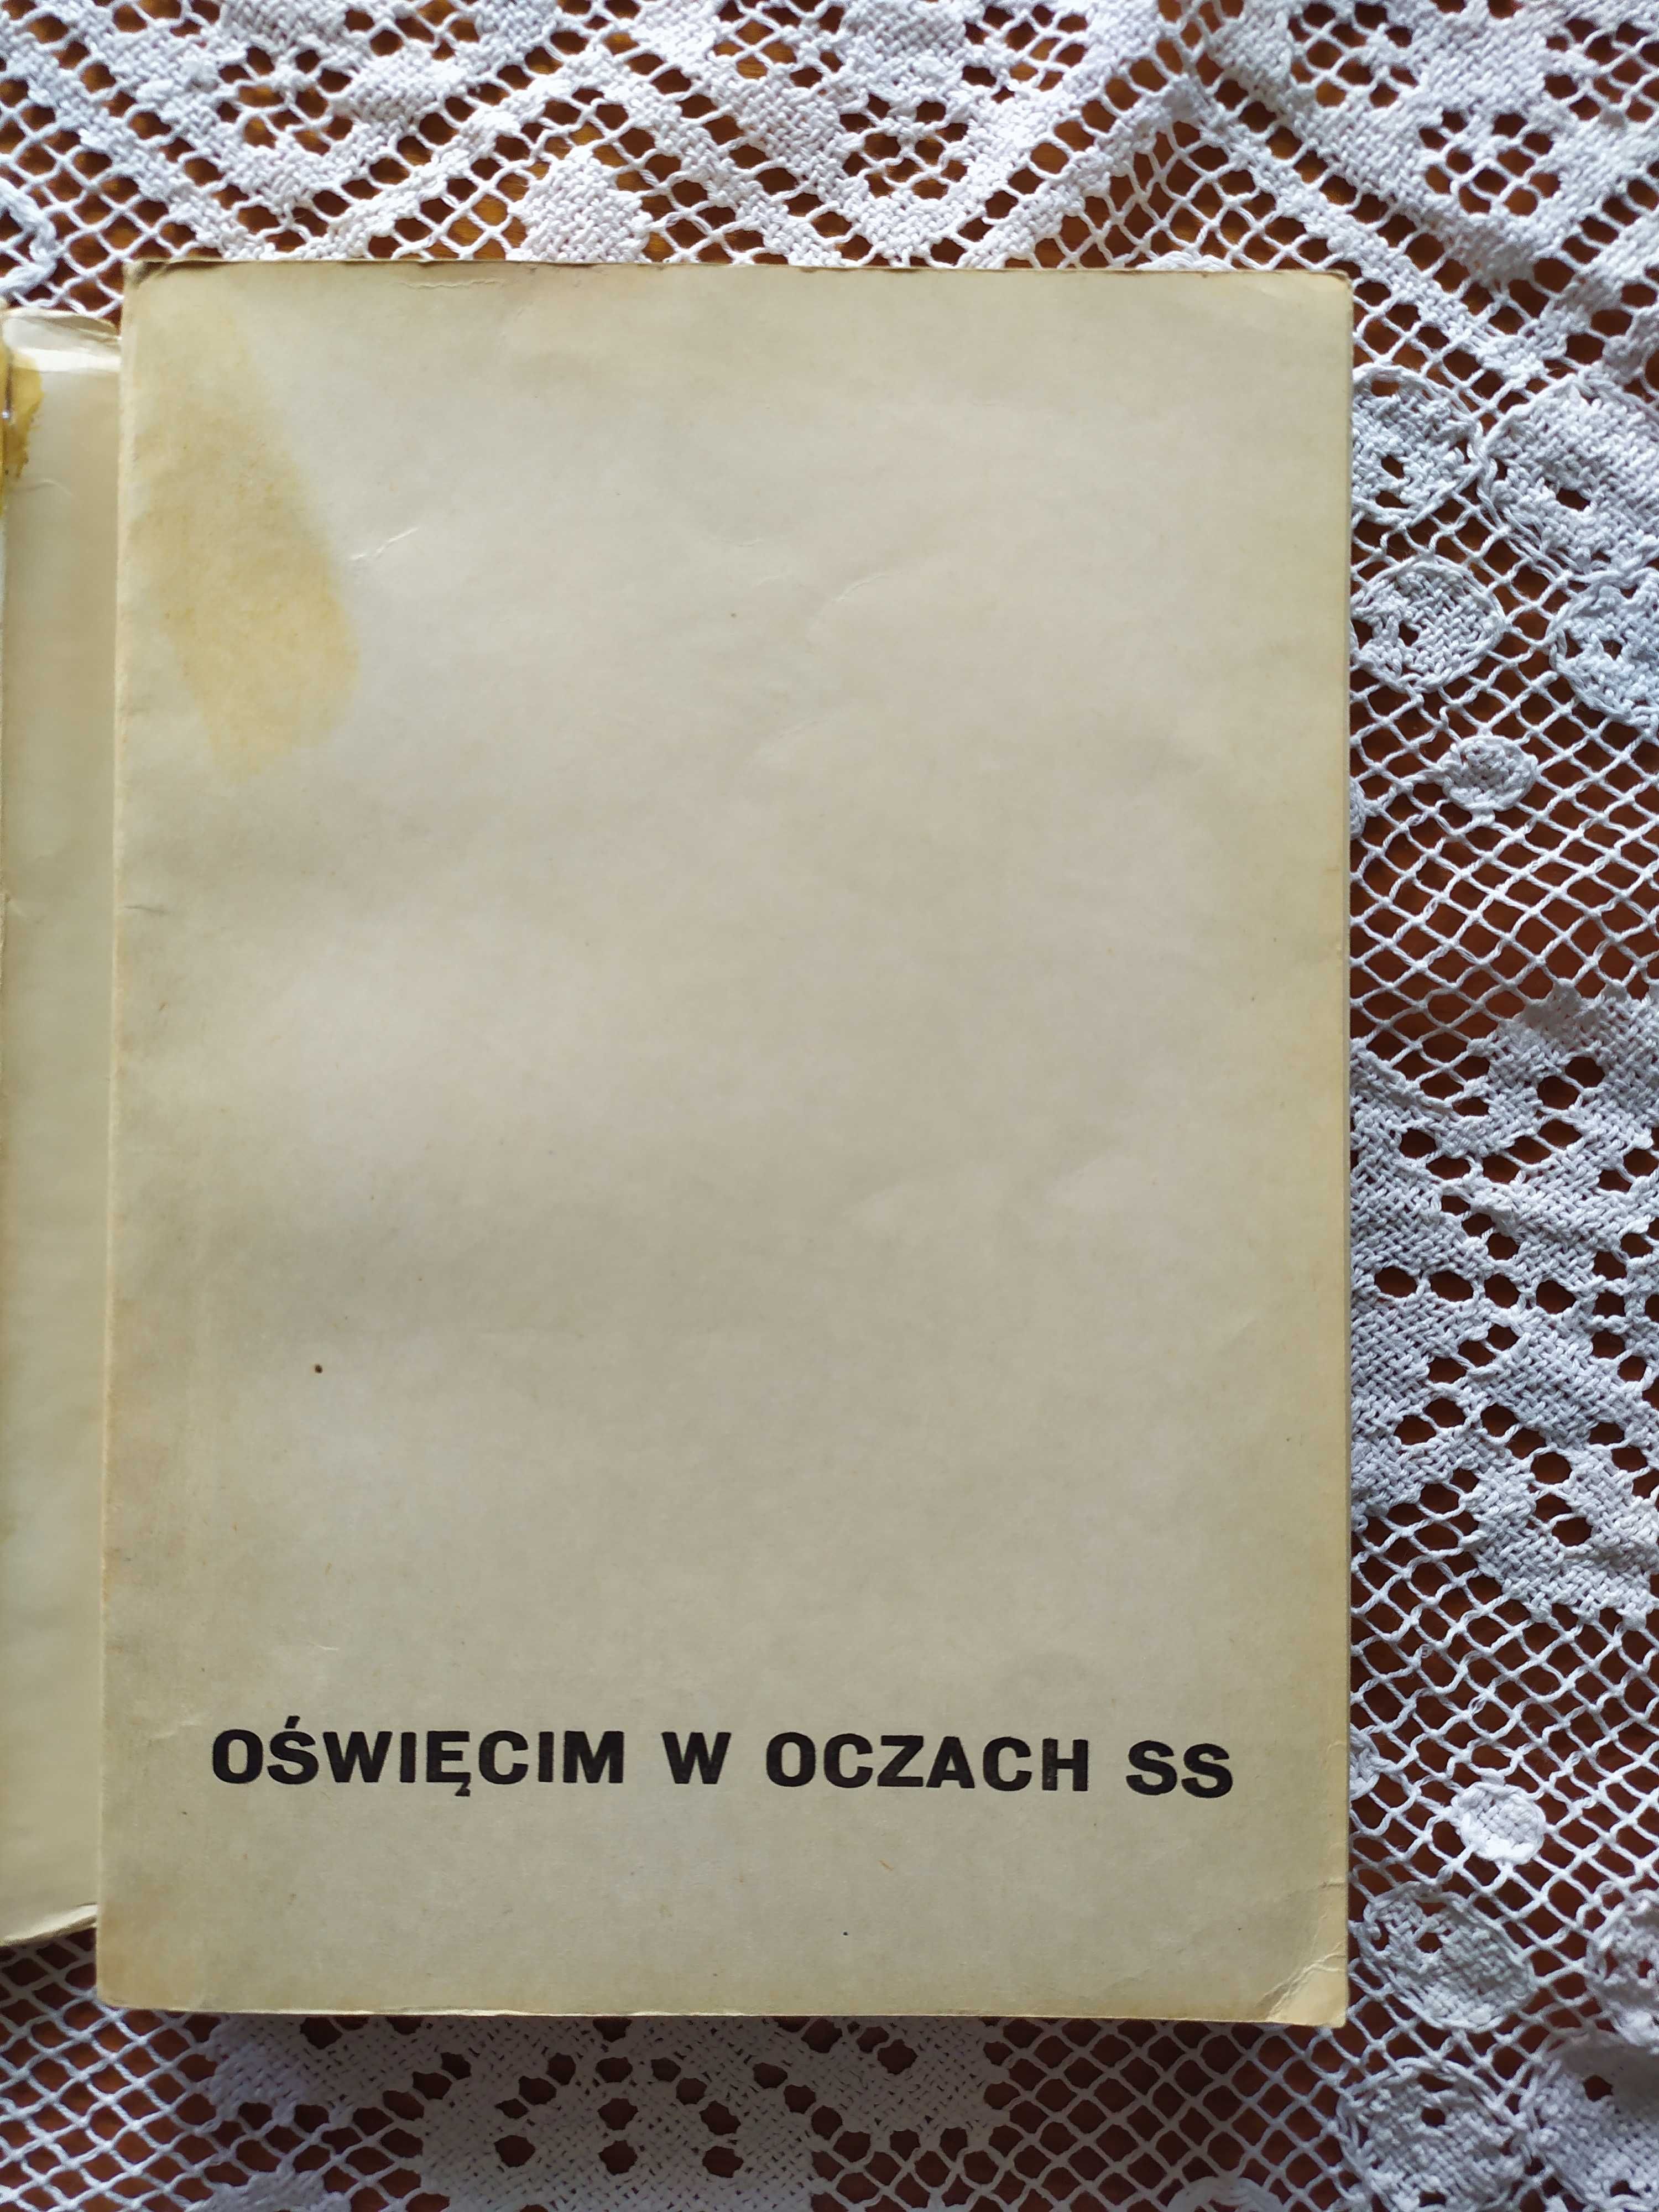 OŚWIĘCIM W OCZACH SS